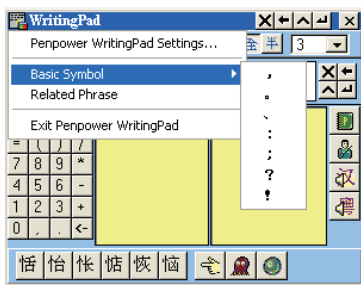 WritingPad
Penpower WritingPad Settings...
全 半 3
Basic Symbol
Related Phrase
Exit Penpower WritingPad
,
。
、
:
;
?
!
= ( ) /
7 8 9 *
4 5 6 -
1 2 3 +
0 , . <-
恬 怡 怅 惦 恢 恼